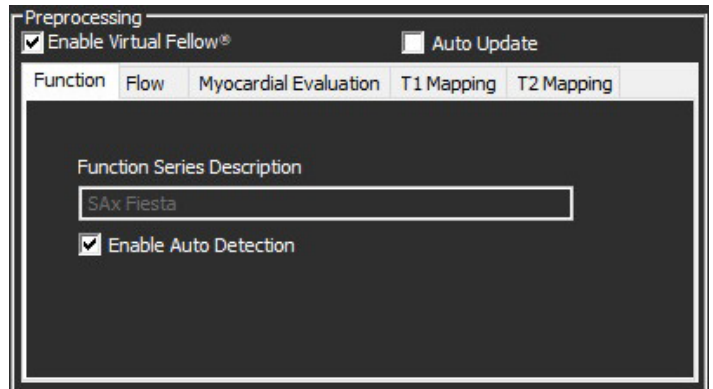 Preprocessing
Enable Virtual Fellow® Auto Update
Function Flow Myocardial Evaluation T1 Mapping T2 Mapping
Function Series Description
SAx Fiesta
Enable Auto Detection